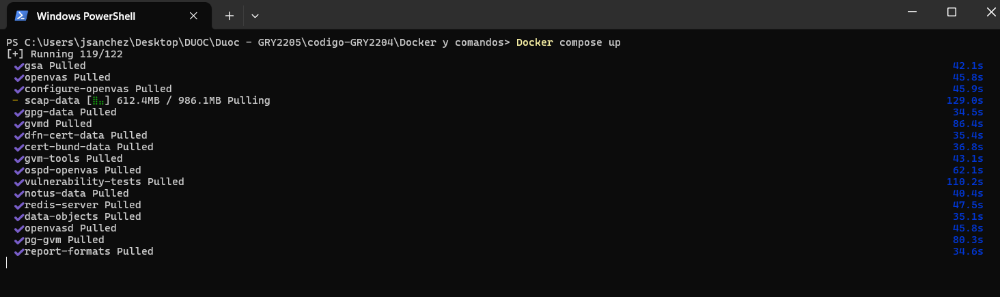 Windows PowerShell
PS C:\Users\jsanchez\Desktop\DUOC\Duoc - GRY2205\codigo-GRY2204\Docker y comandos> Docker compose up
[+] Running 119/122
✔gsa Pulled 42.1s
✔openvas Pulled 45.8s
✔configure-openvas Pulled 45.9s
- scap-data [⣿⣤] 612.4MB / 986.1MB Pulling 129.0s
✔gpg-data Pulled 34.5s
✔gvmd Pulled 86.4s
✔dfn-cert-data Pulled 35.4s
✔cert-bund-data Pulled 36.8s
✔gvm-tools Pulled 43.1s
✔ospd-openvas Pulled 62.1s
✔vulnerability-tests Pulled 110.2s
✔notus-data Pulled 40.4s
✔redis-server Pulled 47.5s
✔data-objects Pulled 35.1s
✔openvasd Pulled 45.8s
✔pg-gvm Pulled 80.3s
✔report-formats Pulled 34.6s